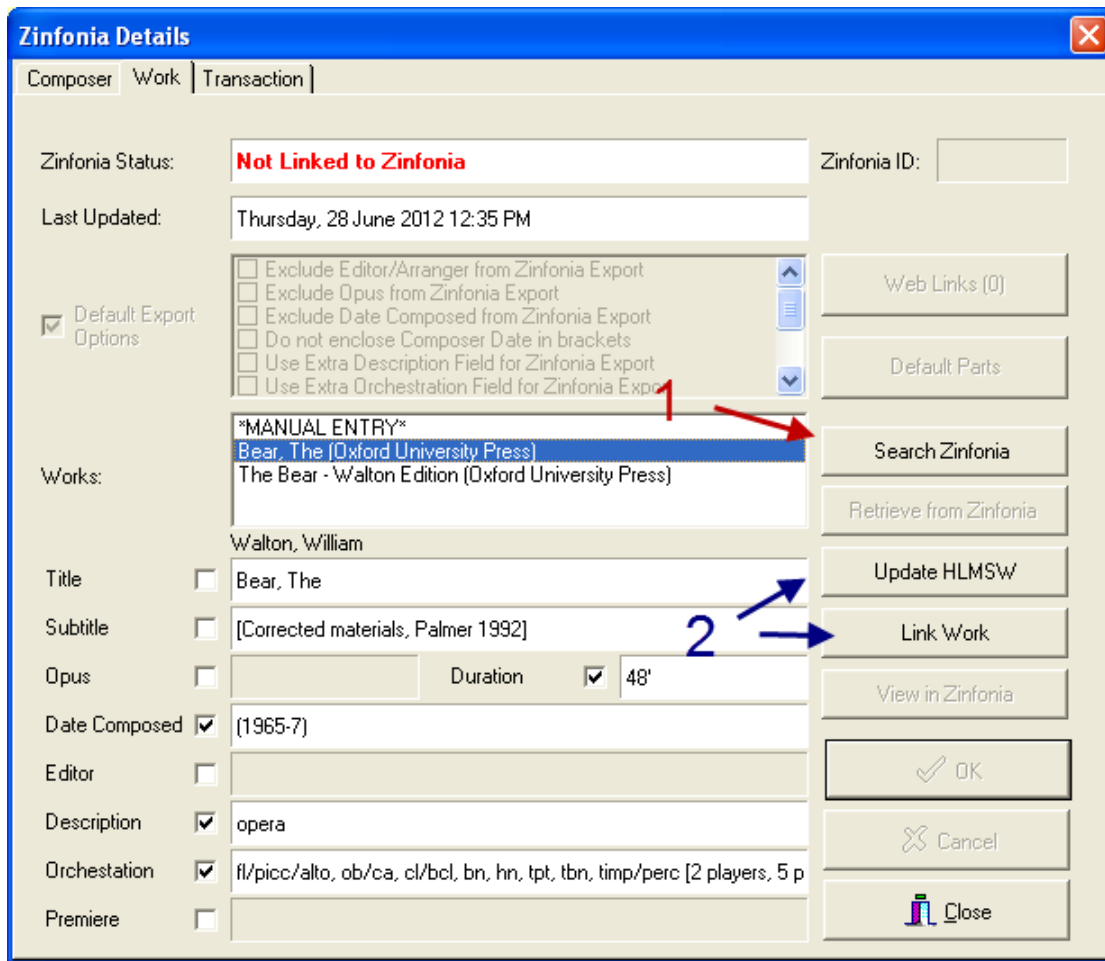 Zinfonia Details
Composer Work Transaction
Zinfonia Status: Not Linked to Zinfonia Zinfonia ID:
Last Updated: Thursday, 28 June 2012 12:35 PM
Default Export Options
Exclude Editor/Arranger from Zinfonia Export
Exclude Opus from Zinfonia Export
Exclude Date Composed from Zinfonia Export
Do not enclose Composer Date in brackets
Use Extra Description Field for Zinfonia Export
Use Extra Orchestration Field for Zinfonia Expor
Web Links (0)
Default Parts
1
Works:
*MANUAL ENTRY*
Bear, The (Oxford University Press)
The Bear - Walton Edition (Oxford University Press)
Search Zinfonia
Retrieve from Zinfonia
Walton, William
Title Bear, The
Update HLMSW
Subtitle [Corrected materials, Palmer 1992]
2
Link Work
Opus Duration 48'
View in Zinfonia
Date Composed (1965-7)
Editor
OK
Description opera
Cancel
Orchestation fl/picc/alto, ob/ca, cl/bcl, bn, hn, tpt, tbn, timp/perc [2 players, 5 p
Premiere
Close